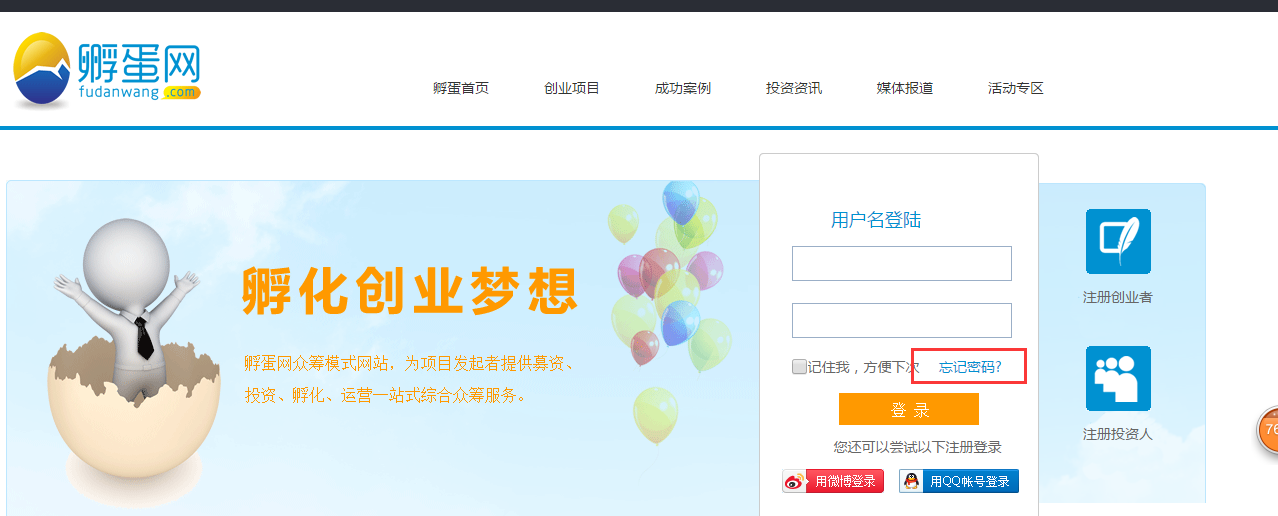 孵蛋网
fudanwang .com
孵蛋首页 创业项目 成功案例 投资资讯 媒体报道 活动专区
孵化创业梦想
孵蛋网众筹模式网站，为项目发起者提供募资、
投资、孵化、运营一站式综合众筹服务。
用户名登陆
记住我，方便下次 忘记密码?
登 录
您还可以尝试以下注册登录
用微博登录 用QQ帐号登录
注册创业者
注册投资人
76